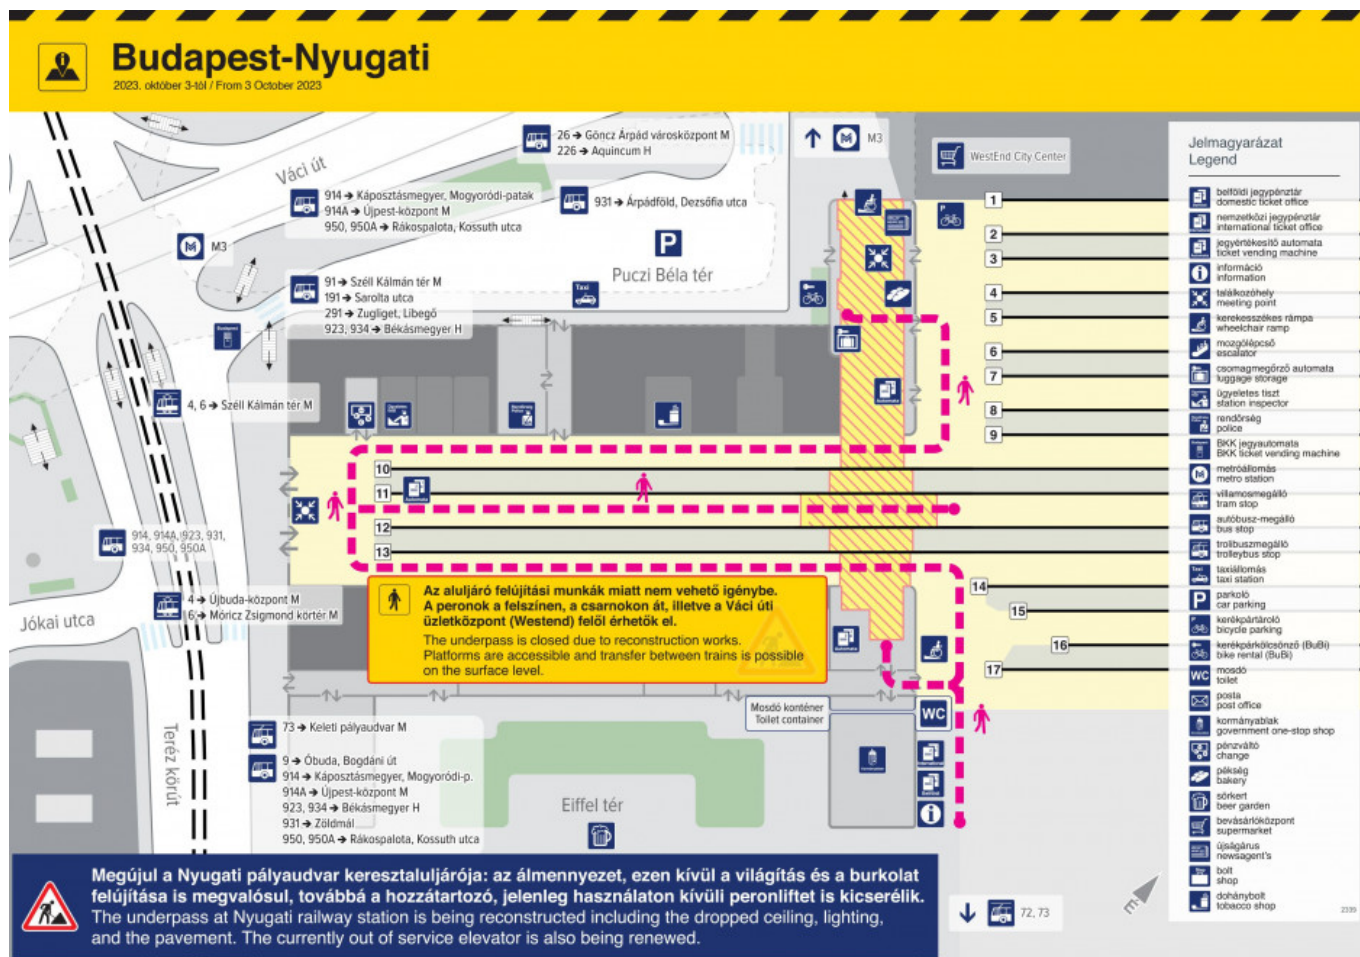 Budapest-Nyugati
2023. október 3-tól / From 3 October 2023
26 → Göncz Árpád városközpont M
226 → Aquincum H
M3
WestEnd City Center
Váci út
914 → Káposztásmegyer, Mogyoródi-patak
914A → Újpest-központ M
950, 950A → Rákospalota, Kossuth utca
931 → Árpádföld, Dezsőfia utca
M3
P
Puczi Béla tér
Taxi
91 → Széll Kálmán tér M
191 → Sarolta utca
291 → Zugliget, Libegő
923, 934 → Békásmegyer H
4, 6 → Széll Kálmán tér M
1
2
3
4
5
6
7
8
9
10
11
12
13
14
15
16
17
914, 914A, 923, 931,
934, 950, 950A
4 → Újbuda-központ M
6 → Móricz Zsigmond körtér M
Jókai utca
Teréz körút
Az aluljáró felújítási munkák miatt nem vehető igénybe.
A peronok a felszínen, a csarnokon át, illetve a Váci úti
üzletközpont (Westend) felől érhetők el.
The underpass is closed due to reconstruction works.
Platforms are accessible and transfer between trains is possible
on the surface level.
Mosdó konténer
Toilet container
WC
73 → Keleti pályaudvar M
9 → Óbuda, Bogdáni út
914 → Káposztásmegyer, Mogyoródi-p.
914A → Újpest-központ M
923, 934 → Békásmegyer H
931 → Zöldmál
950, 950A → Rákospalota, Kossuth utca
Eiffel tér
72, 73
É
Megújul a Nyugati pályaudvar keresztaluljárója: az álmennyezet, ezen kívül a világítás és a burkolat
felújítása is megvalósul, továbbá a hozzátartozó, jelenleg használaton kívüli peronliftet is kicserélik.
The underpass at Nyugati railway station is being reconstructed including the dropped ceiling, lighting,
and the pavement. The currently out of service elevator is also being renewed.
Jelmagyarázat
Legend
belföldi jegypénztár
domestic ticket office
nemzetközi jegypénztár
international ticket office
jegyértékesítő automata
ticket vending machine
információ
information
találkozóhely
meeting point
kerekesszékes rámpa
wheelchair ramp
mozgólépcső
escalator
csomagmegőrző automata
luggage storage
ügyeletes tiszt
station inspector
rendőrség
police
BKK jegyautomata
BKK ticket vending machine
metróállomás
metro station
villamosmegálló
tram stop
autóbusz-megálló
bus stop
trolibuszmegálló
trolleybus stop
taxiállomás
taxi station
parkoló
car parking
kerékpártároló
bicycle parking
kerékpárkölcsönző (BuBi)
bike rental (BuBi)
mosdó
toilet
posta
post office
kormányablak
government one-stop shop
pénzváltó
change
pékség
bakery
sörkert
beer garden
bevásárlóközpont
supermarket
újságárus
newsagent's
bolt
shop
dohánybolt
tobacco shop
2339